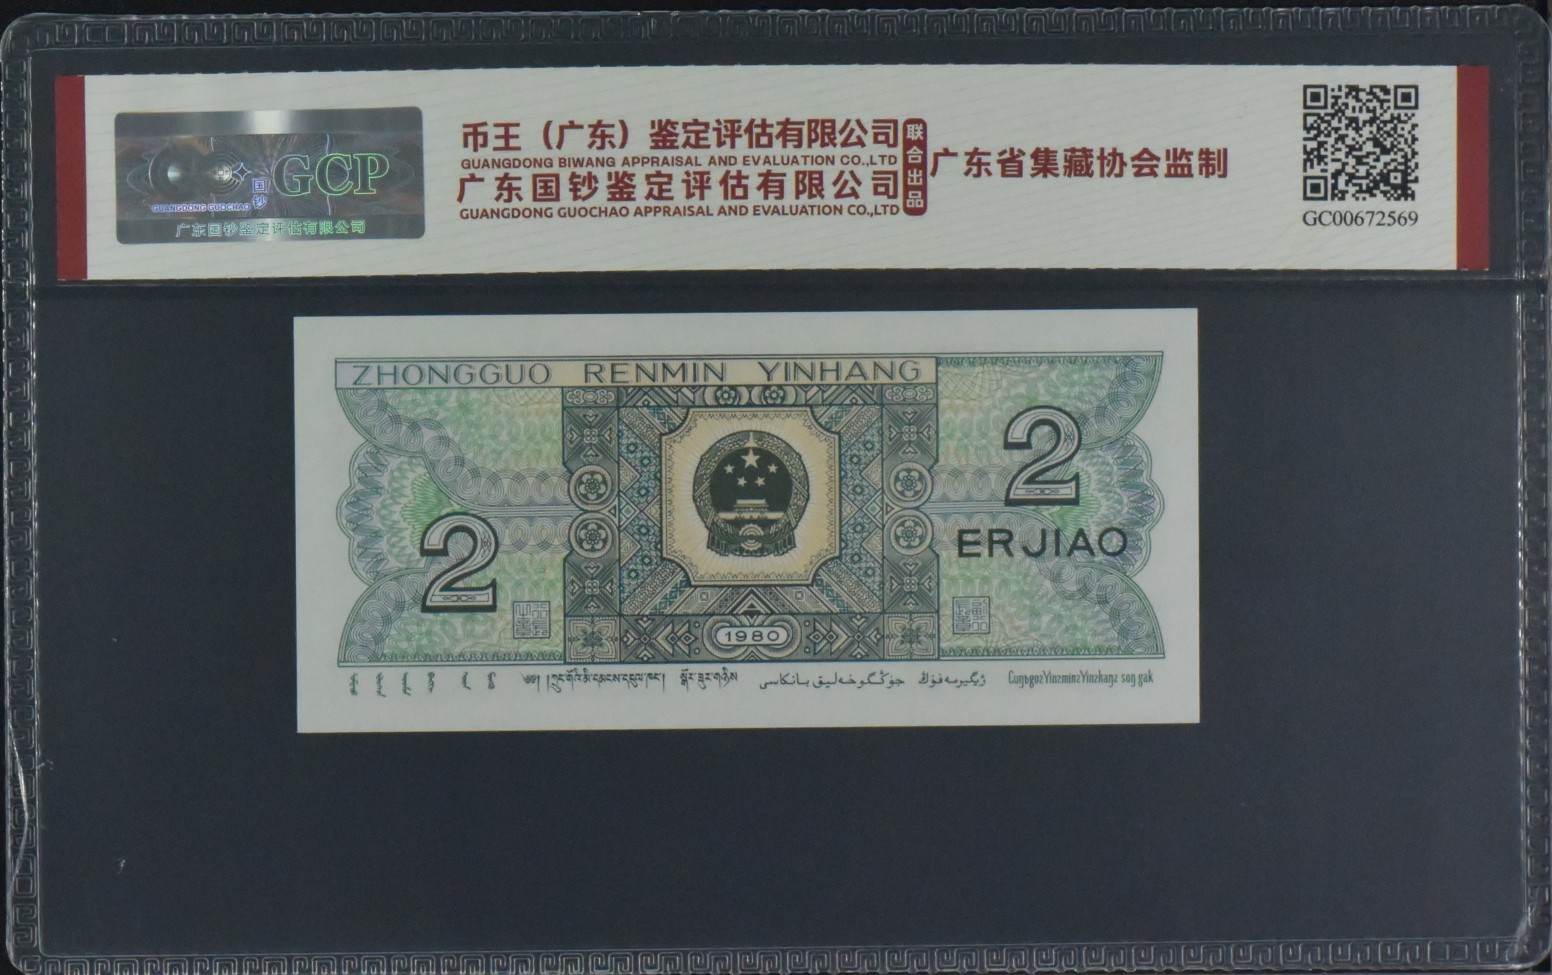 GCP
国钞
GUANGDONG GUOCHAO
广东国钞鉴定评估有限公司
币王（广东）鉴定评估有限公司
GUANGDONG BIWANG APPRAISAL AND EVALUATION CO.,LTD
广东国钞鉴定评估有限公司
GUANGDONG GUOCHAO APPRAISAL AND EVALUATION CO.,LTD
联合出品
广东省集藏协会监制
GC00672569
ZHONGGUO RENMIN YINHANG
2
ERJIAO
2
1980
جۇڭگوخەلىق بانكاسى